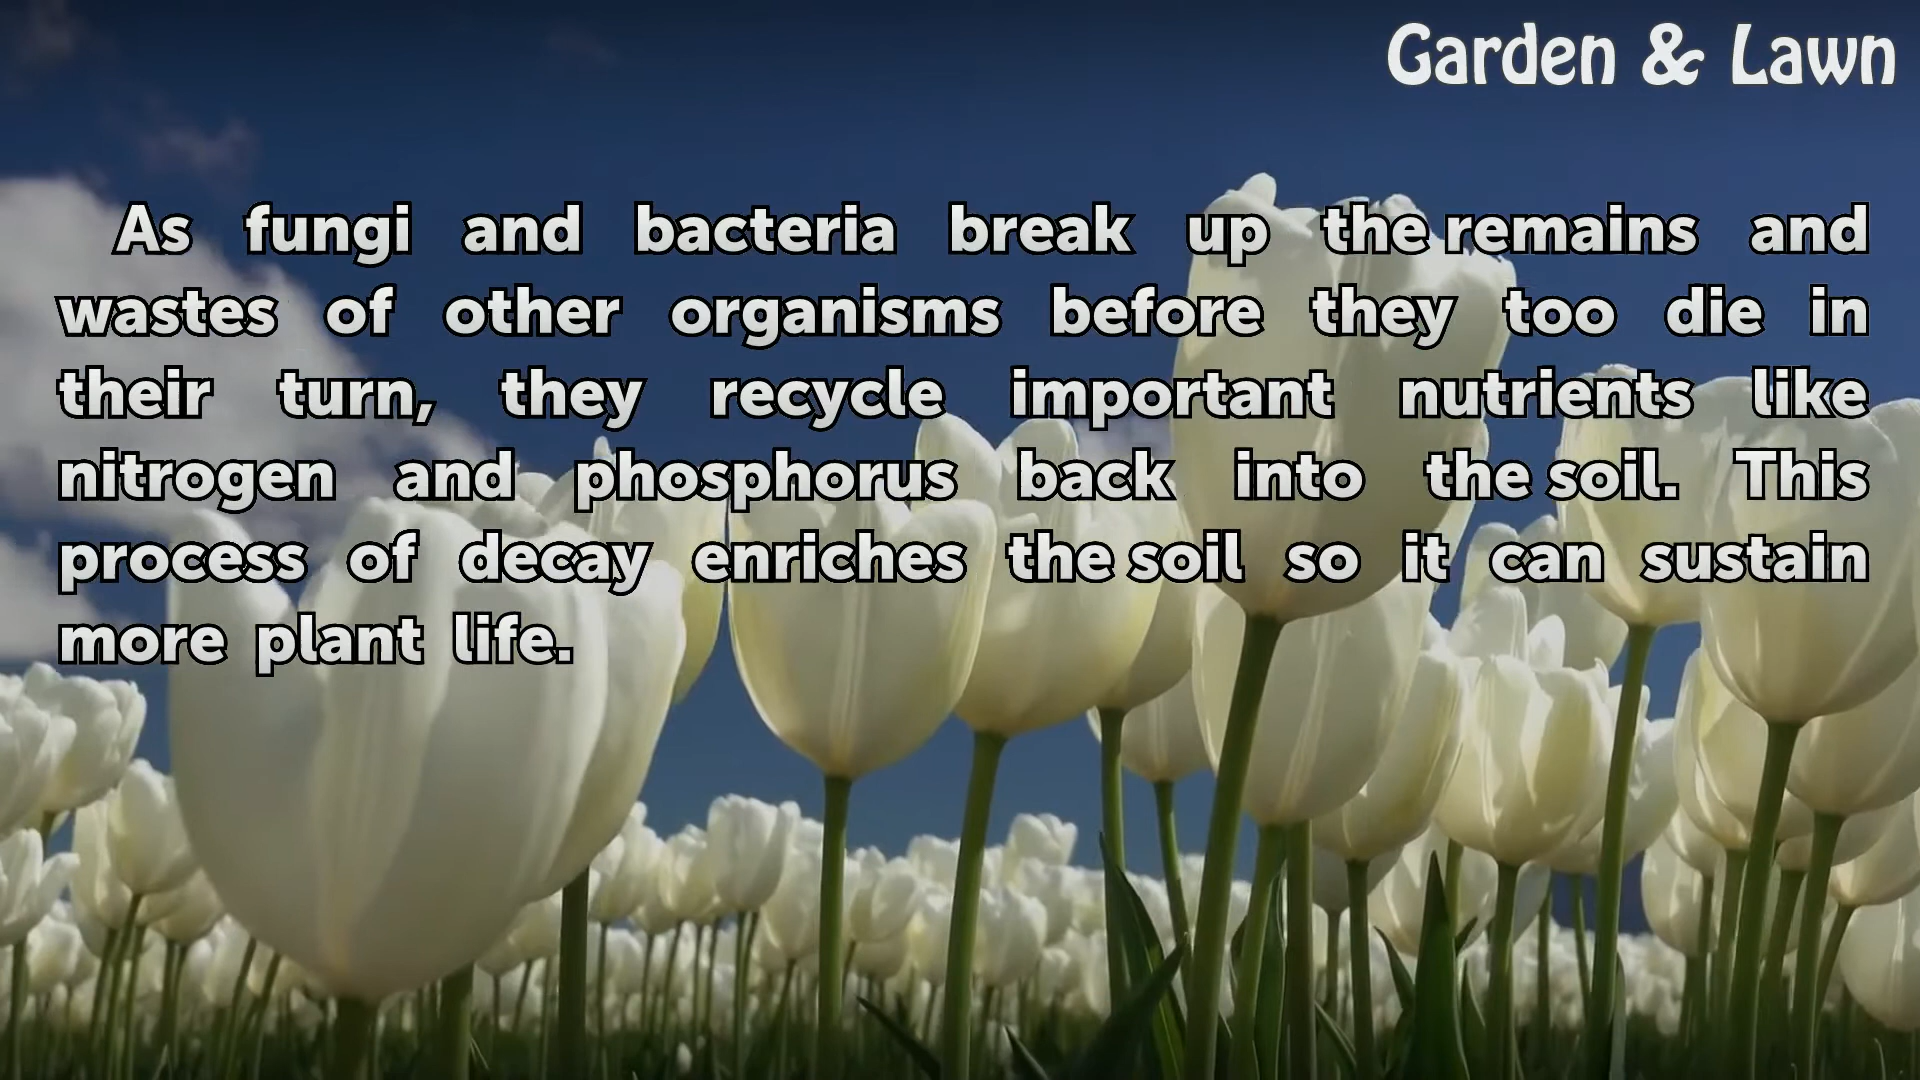 Garden & Lawn
As fungi and bacteria break up the remains and
wastes of other organisms before they too die in
their turn, they recycle important nutrients like
nitrogen and phosphorus back into the soil. This
process of decay enriches the soil so it can sustain
more plant life.